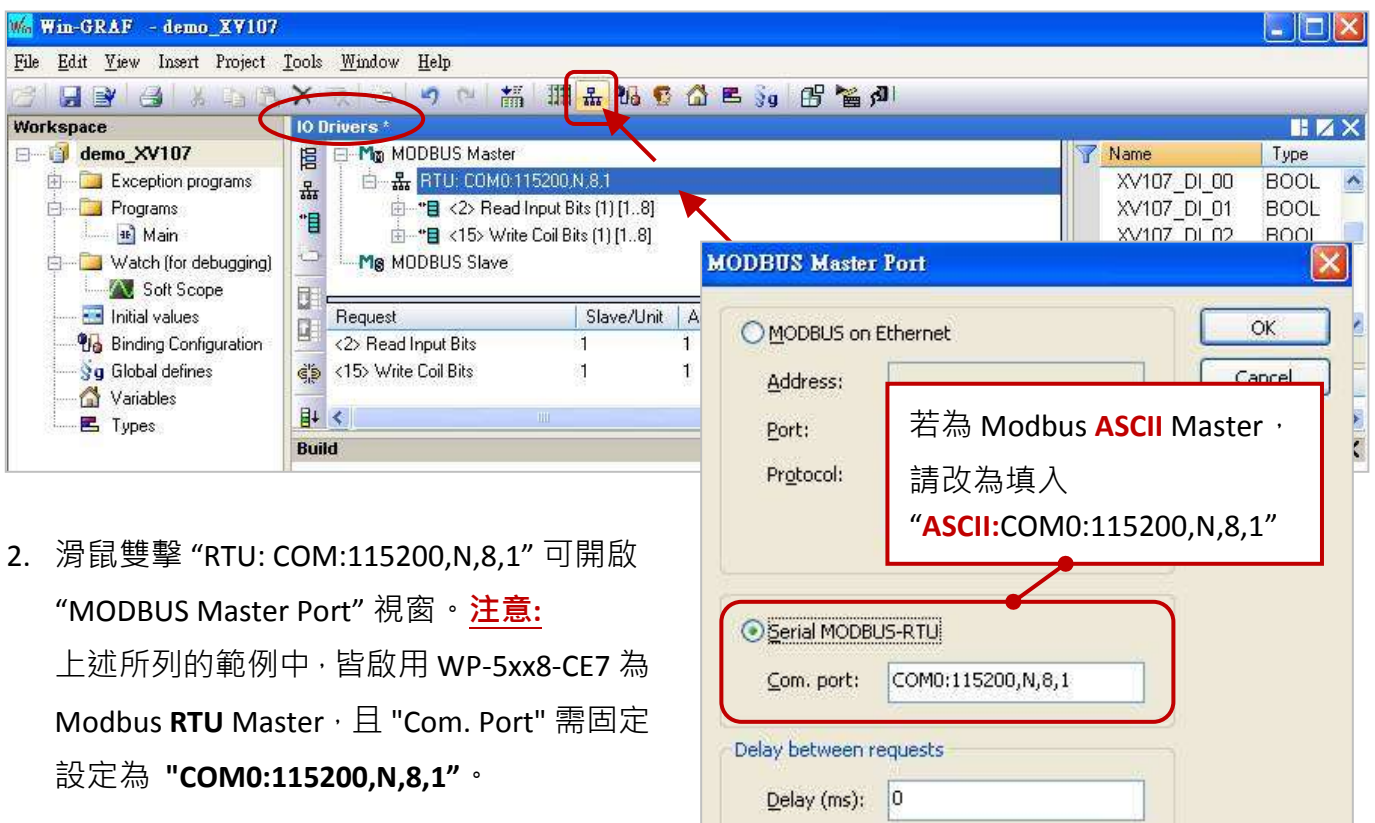 Win-GRAF - demo_XV107
File Edit View Insert Project Tools Window Help
Workspace
demo_XV107
Exception programs
Programs
Main
Watch (for debugging)
Soft Scope
Initial values
Binding Configuration
Global defines
Variables
Types
IO Drivers *
MODBUS Master
RTU: COM0:115200,N,8,1
<2> Read Input Bits (1) [1..8]
<15> Write Coil Bits (1) [1..8]
MODBUS Slave
Request Slave/Unit A
<2> Read Input Bits 1 1
<15> Write Coil Bits 1 1
Build
Name Type
XV107_DI_00 BOOL
XV107_DI_01 BOOL
XV107_DI_02 BOOL
MODBUS Master Port
MODBUS on Ethernet
Address:
Port:
Protocol:
OK
Cancel
若為 Modbus ASCII Master，
請改為填入
“ASCII:COM0:115200,N,8,1”
Serial MODBUS-RTU
Com. port: COM0:115200,N,8,1
Delay between requests
Delay (ms): 0
2. 滑鼠雙擊 “RTU: COM:115200,N,8,1” 可開啟
“MODBUS Master Port” 視窗。注意:
上述所列的範例中，皆啟用 WP-5xx8-CE7 為
Modbus RTU Master，且 "Com. Port" 需固定
設定為 "COM0:115200,N,8,1”。